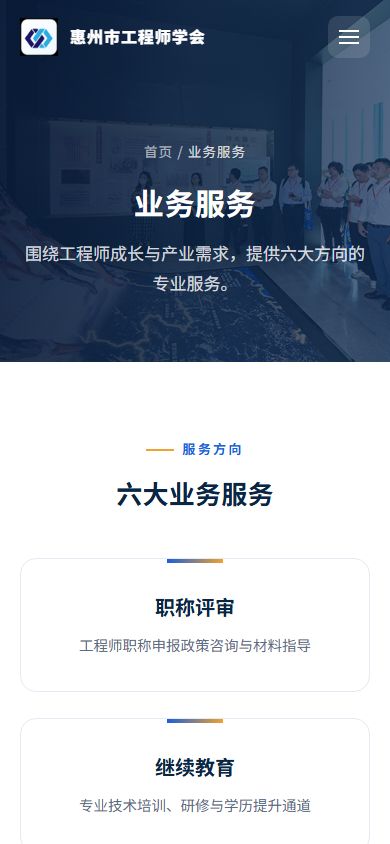 惠州市工程师学会
首页 / 业务服务
业务服务
围绕工程师成长与产业需求，提供六大方向的
专业服务。
服务方向
六大业务服务
职称评审
工程师职称申报政策咨询与材料指导
继续教育
专业技术培训、研修与学历提升通道